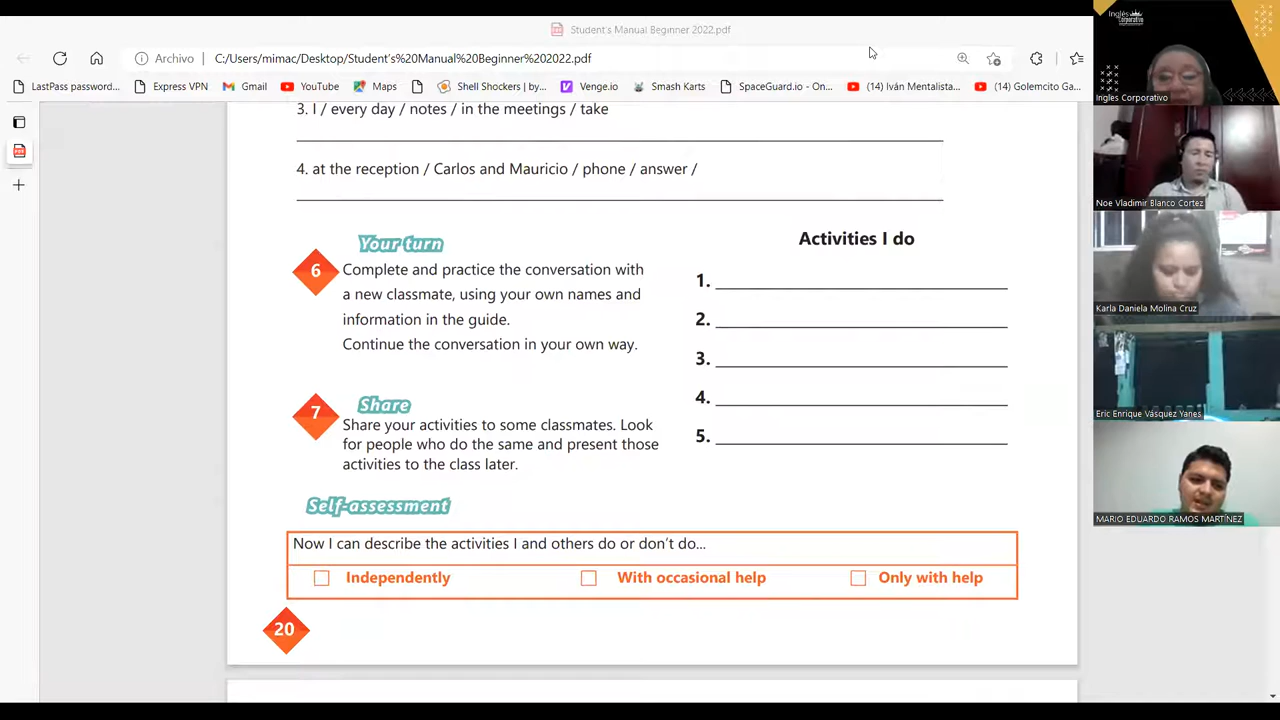 Student's Manual Beginner 2022.pdf
Archivo
C:/Users/mimac/Desktop/Student's%20Manual%20Beginner%202022.pdf
LastPass password...
Express VPN
Gmail
YouTube
Maps
Shell Shockers | by...
Venge.io
Smash Karts
SpaceGuard.io - On...
(14) Iván Mentalista...
(14) Golemcito Ga...
3. I / every day / notes / in the meetings / take
4. at the reception / Carlos and Mauricio / phone / answer /
Your turn
6
Complete and practice the conversation with
a new classmate, using your own names and
information in the guide.
Continue the conversation in your own way.
Activities I do
1.
2.
3.
4.
5.
7
Share
Share your activities to some classmates. Look
for people who do the same and present those
activities to the class later.
Self-assessment
Now I can describe the activities I and others do or don't do...
Independently
With occasional help
Only with help
20
Inglés
Corporativo
Ingles Corporativo
Noe Vladimir Blanco Cortez
Karla Daniela Molina Cruz
Eric Enrique Vásquez Yanes
MARIO EDUARDO RAMOS MARTÍNEZ